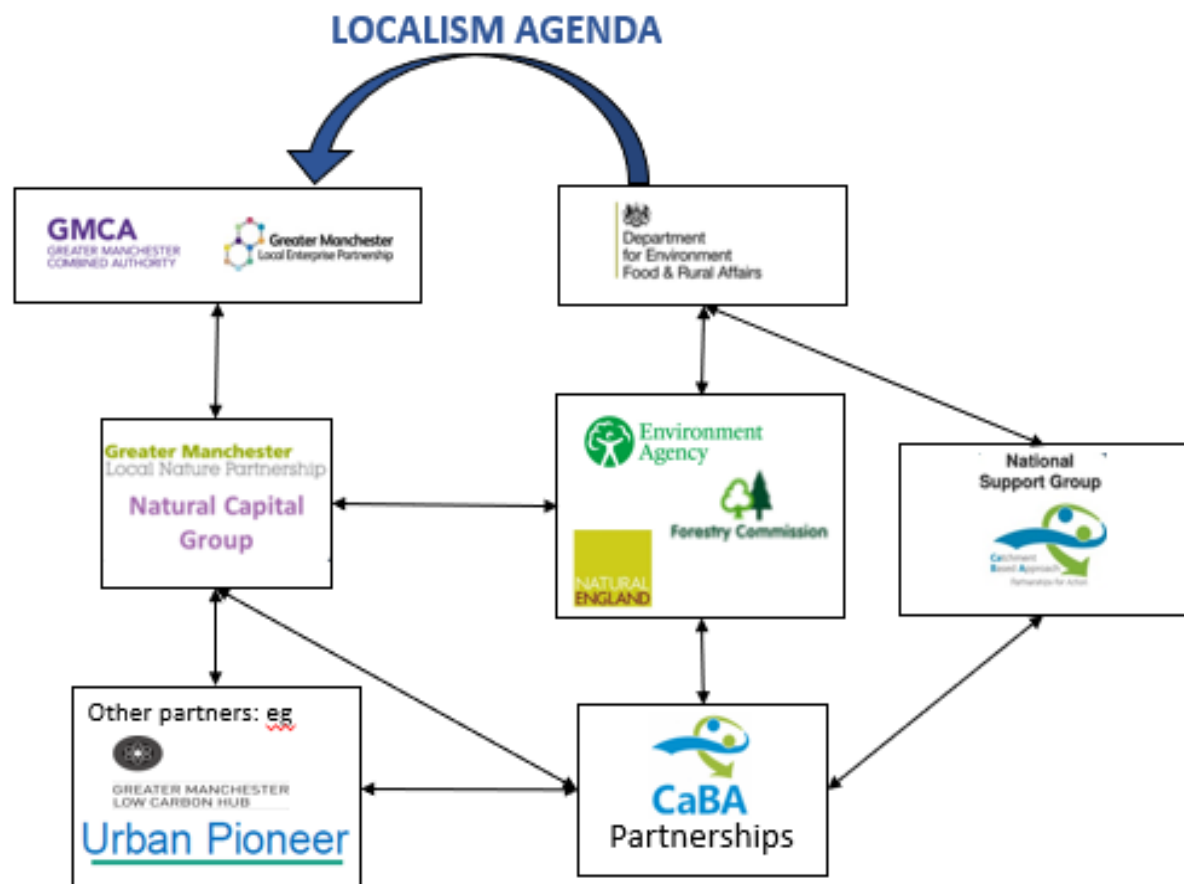 LOCALISM AGENDA
GMCA
GREATER MANCHESTER
COMBINED AUTHORITY
Greater Manchester
Local Enterprise Partnership
Department
for Environment
Food & Rural Affairs
Greater Manchester
Local Nature Partnership
Natural Capital
Group
Environment
Agency
Forestry Commission
NATURAL
ENGLAND
National
Support Group
Catchment
Based Approach
Partnerships for Action
Other partners: eg
GREATER MANCHESTER
LOW CARBON HUB
Urban Pioneer
CaBA
Partnerships